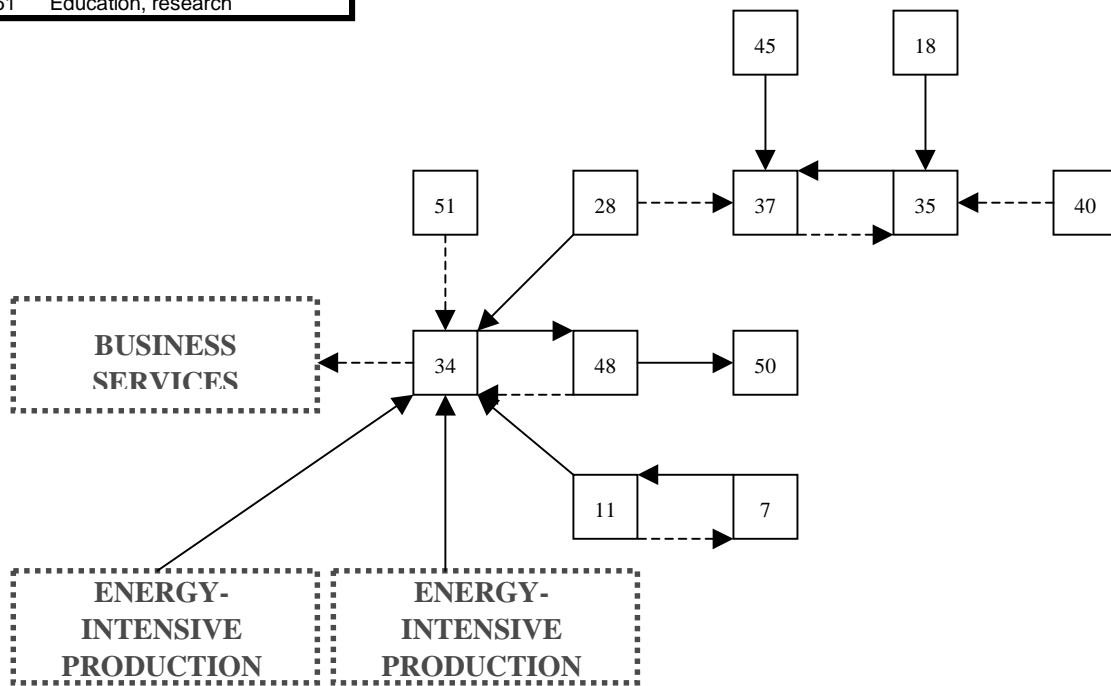 Education, research
45 18
51 28 37 35 40
BUSINESS
SERVICES
34 48 50
11 7
ENERGY-
INTENSIVE
PRODUCTION
ENERGY-
INTENSIVE
PRODUCTION